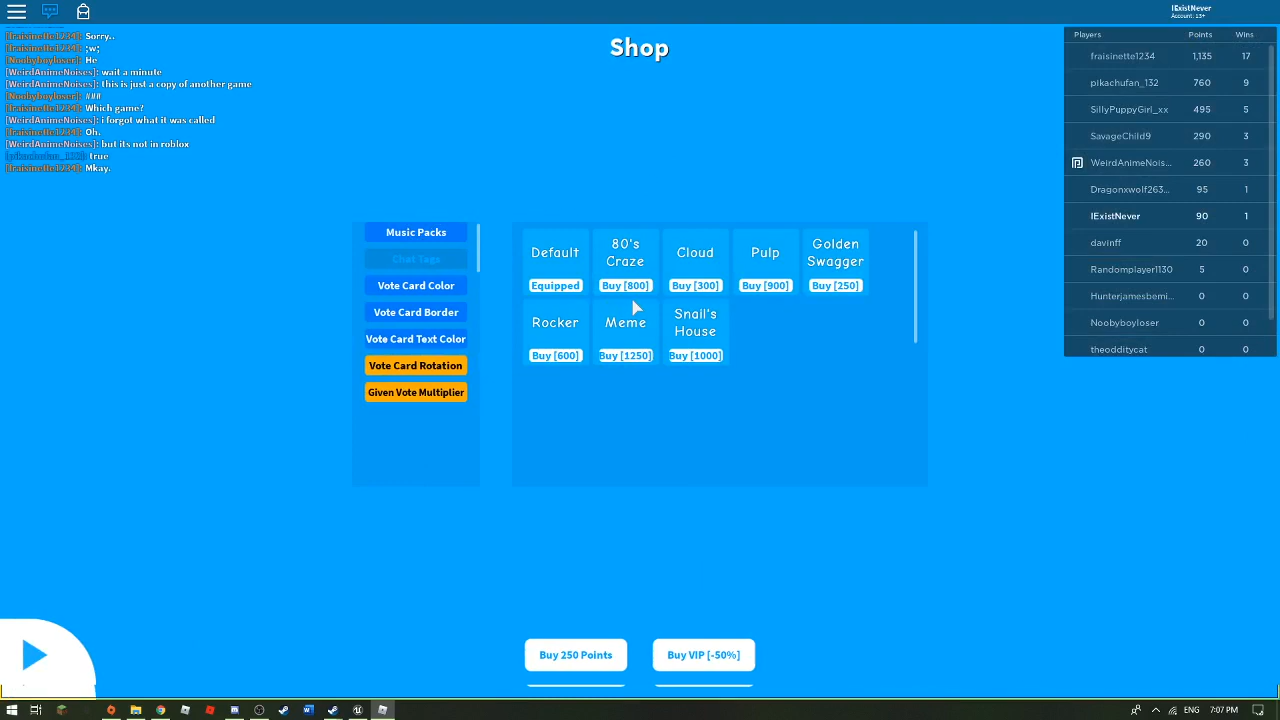 IExistNever
Account: 13+
[fraisinette1234]: Sorry..
[fraisinette1234]: ;w;
[Noobyboyloser]: He
[WeirdAnimeNoises]: wait a minute
[WeirdAnimeNoises]: this is just a copy of another game
[Noobyboyloser]: ###
[fraisinette1234]: Which game?
[WeirdAnimeNoises]: i forgot what it was called
[fraisinette1234]: Oh.
[WeirdAnimeNoises]: but its not in roblox
[pikachufan_132]: true
[fraisinette1234]: Mkay.
Shop
Players Points Wins
fraisinette1234 1,135 17
pikachufan_132 760 9
SillyPuppyGirl_xx 495 5
SavageChild9 290 3
WeirdAnimeNois... 260 3
Dragonxwolf263... 95 1
IExistNever 90 1
davinff 20 0
Randomplayer1130 5 0
Hunterjamesbemi... 0 0
Noobyboyloser 0 0
theodditycat 0 0
Music Packs
Chat Tags
Vote Card Color
Vote Card Border
Vote Card Text Color
Vote Card Rotation
Given Vote Multiplier
Default
Equipped
80's
Craze
Buy [800]
Cloud
Buy [300]
Pulp
Buy [900]
Golden
Swagger
Buy [250]
Rocker
Buy [600]
Meme
Buy [1250]
Snail's
House
Buy [1000]
Buy 250 Points
Buy VIP [-50%]
ENG
7:07 PM